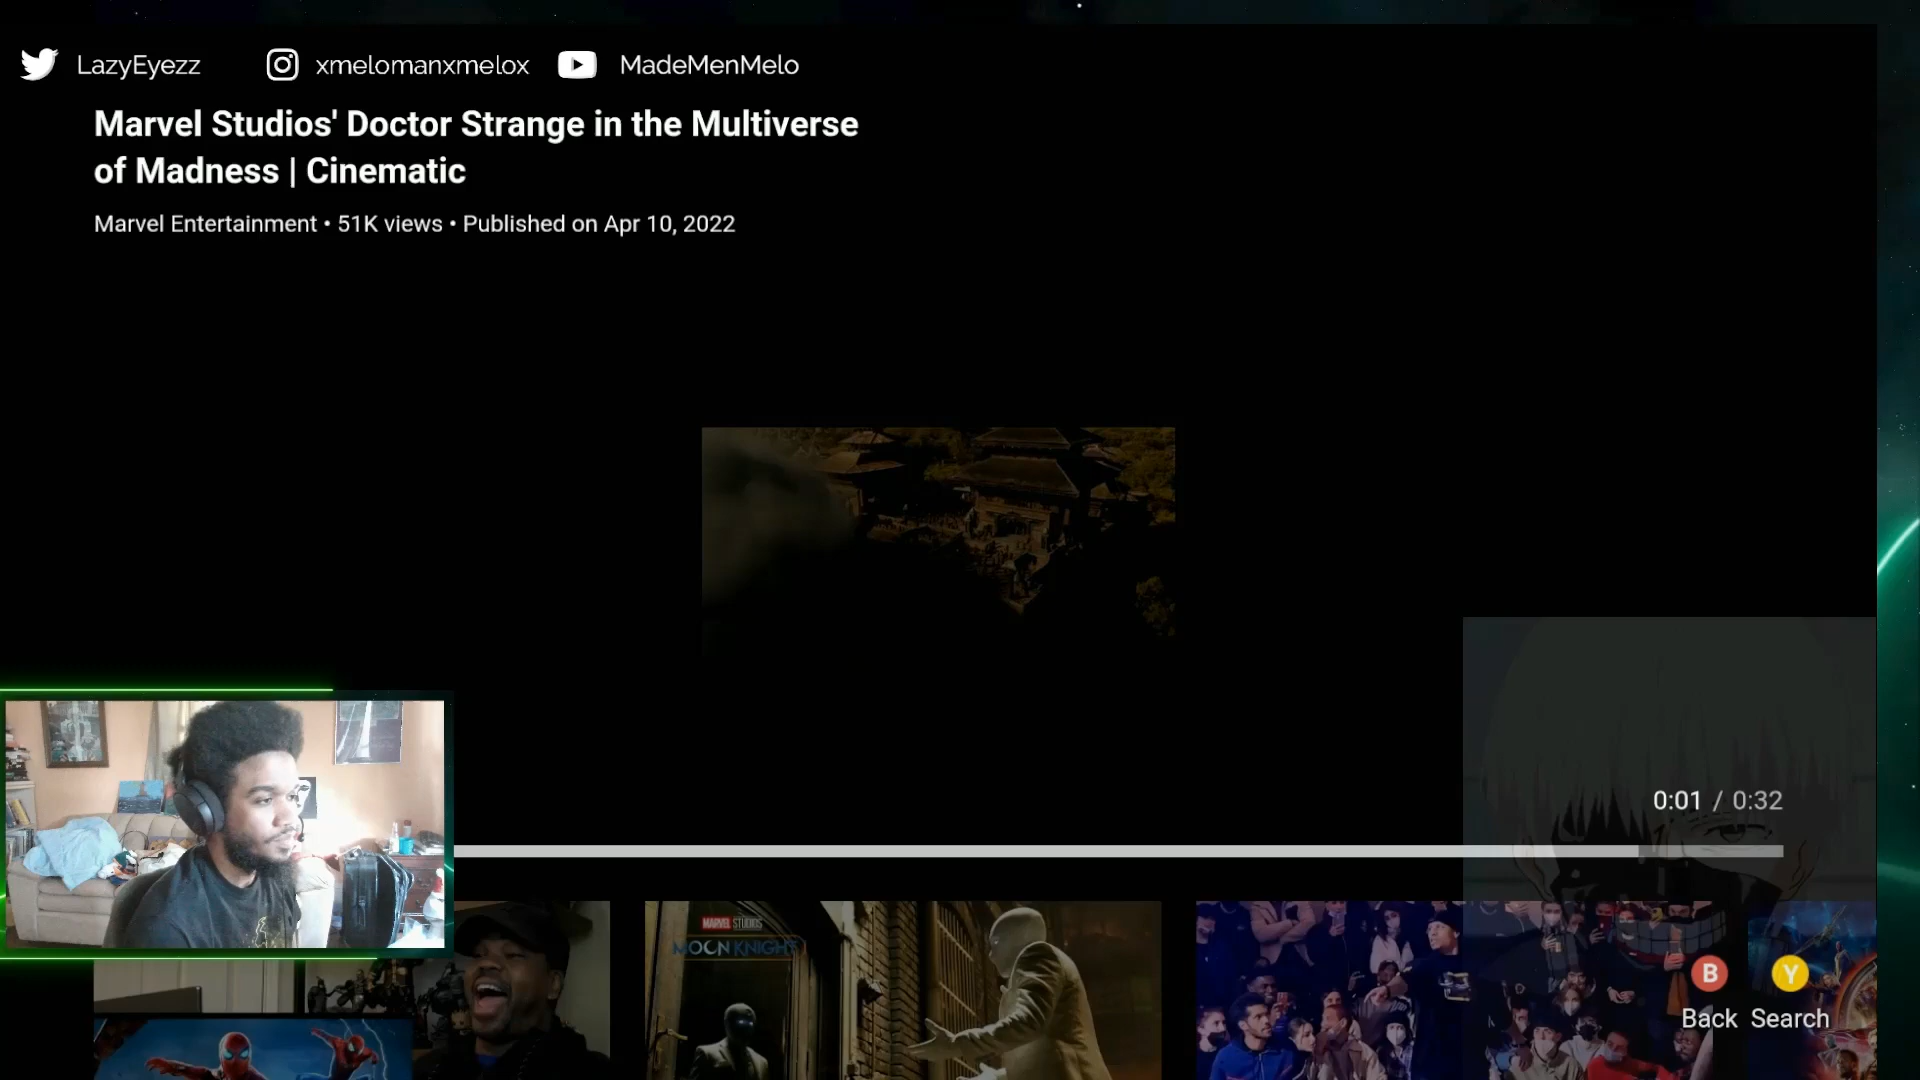 LazyEyezz xmelomanxmelox MadeMenMelo
Marvel Studios' Doctor Strange in the Multiverse
of Madness | Cinematic
Marvel Entertainment • 51K views • Published on Apr 10, 2022
0:01 / 0:32
MARVEL STUDIOS
MOON KNIGHT
B Y
Back Search